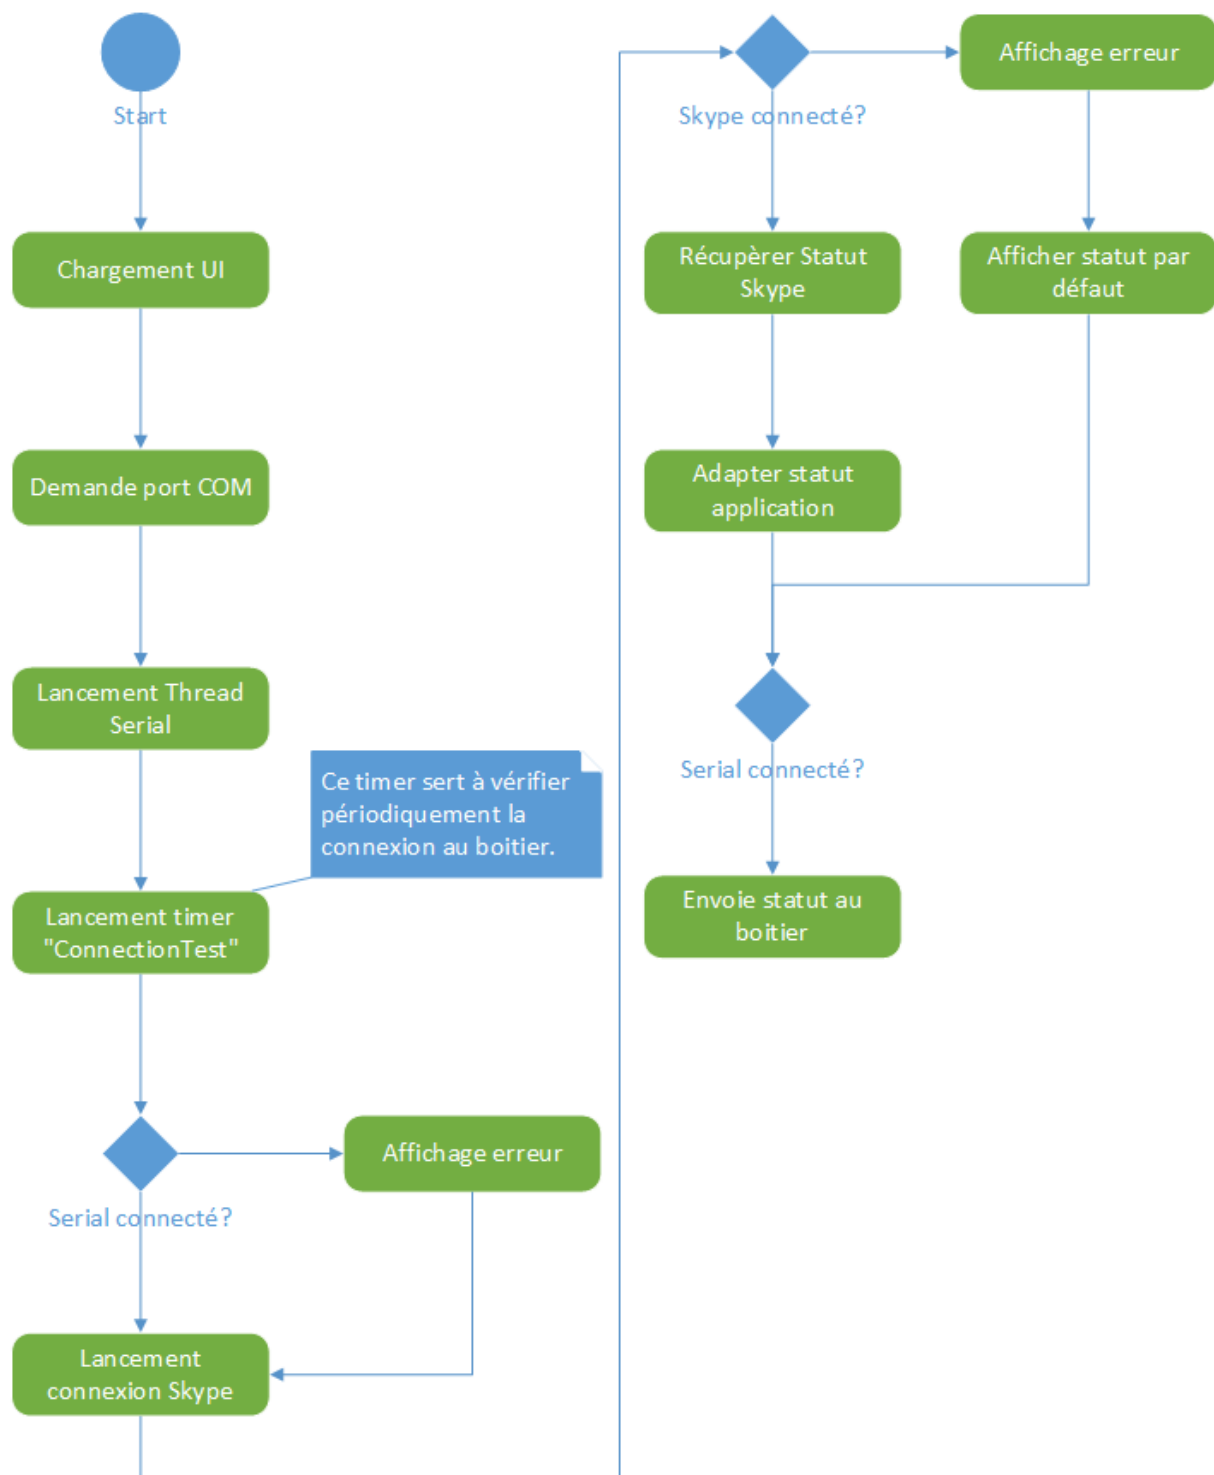 Start
Chargement UI
Demande port COM
Lancement Thread
Serial
Ce timer sert à vérifier
périodiquement la
connexion au boitier.
Lancement timer
"ConnectionTest"
Serial connecté?
Affichage erreur
Lancement
connexion Skype
Skype connecté?
Affichage erreur
Récupèrer Statut
Skype
Afficher statut par
défaut
Adapter statut
application
Serial connecté?
Envoie statut au
boitier